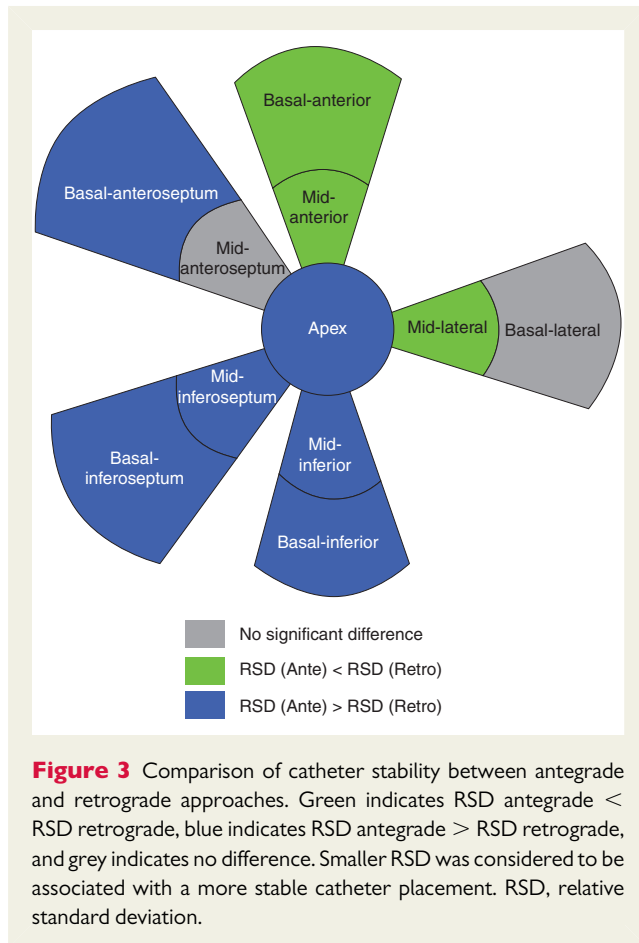 Basal-anterior
Basal-anteroseptum
Mid-
anterior
Mid-
anteroseptum
Apex
Mid-lateral
Basal-lateral
Mid-
inferoseptum
Basal-
inferoseptum
Mid-
inferior
Basal-inferior
No significant difference
RSD (Ante) < RSD (Retro)
RSD (Ante) > RSD (Retro)
Figure 3 Comparison of catheter stability between antegrade
and retrograde approaches. Green indicates RSD antegrade <
RSD retrograde, blue indicates RSD antegrade > RSD retrograde,
and grey indicates no difference. Smaller RSD was considered to be
associated with a more stable catheter placement. RSD, relative
standard deviation.